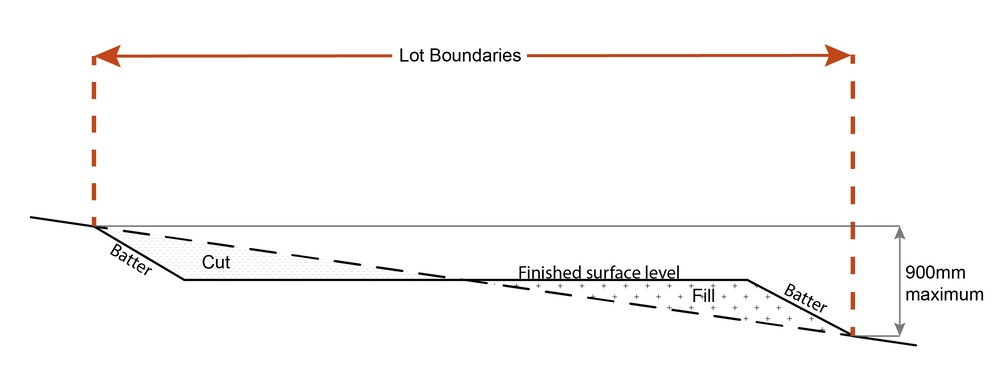 Lot Boundaries
Batter
Cut
Finished surface level
Fill
Batter
900mm
maximum